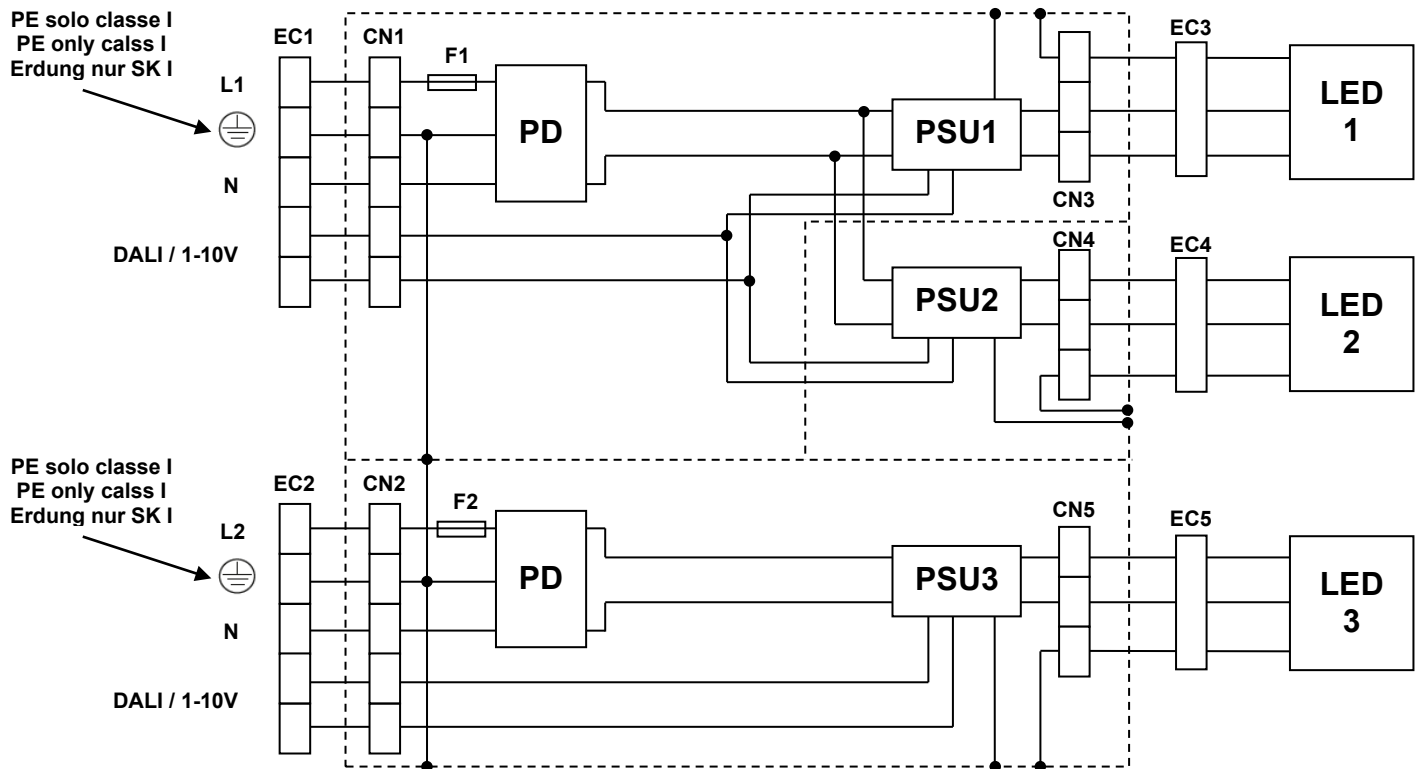 PE solo classe I
PE only calss I
Erdung nur SK I
EC1
CN1
F1
L1
PD
N
DALI / 1-10V
PSU1
CN3
EC3
LED
1
PSU2
CN4
EC4
LED
2
PE solo classe I
PE only calss I
Erdung nur SK I
EC2
CN2
F2
L2
PD
N
DALI / 1-10V
PSU3
CN5
EC5
LED
3